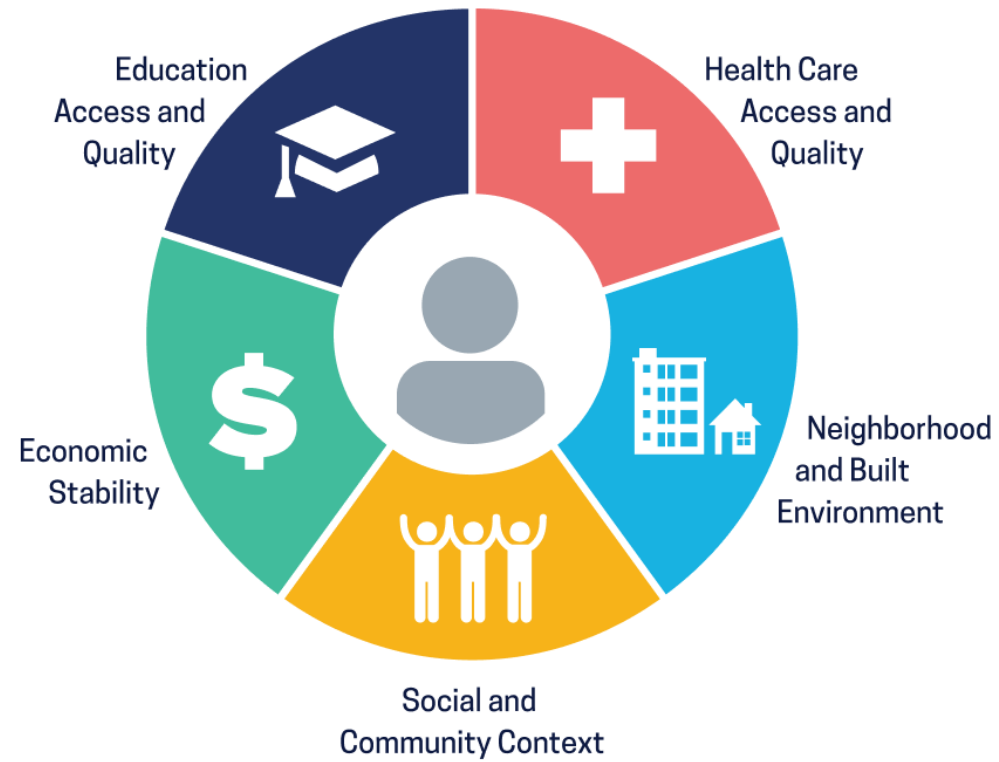 Education
Access and
Quality
Health Care
Access and
Quality
Economic
Stability
Neighborhood
and Built
Environment
Social and
Community Context